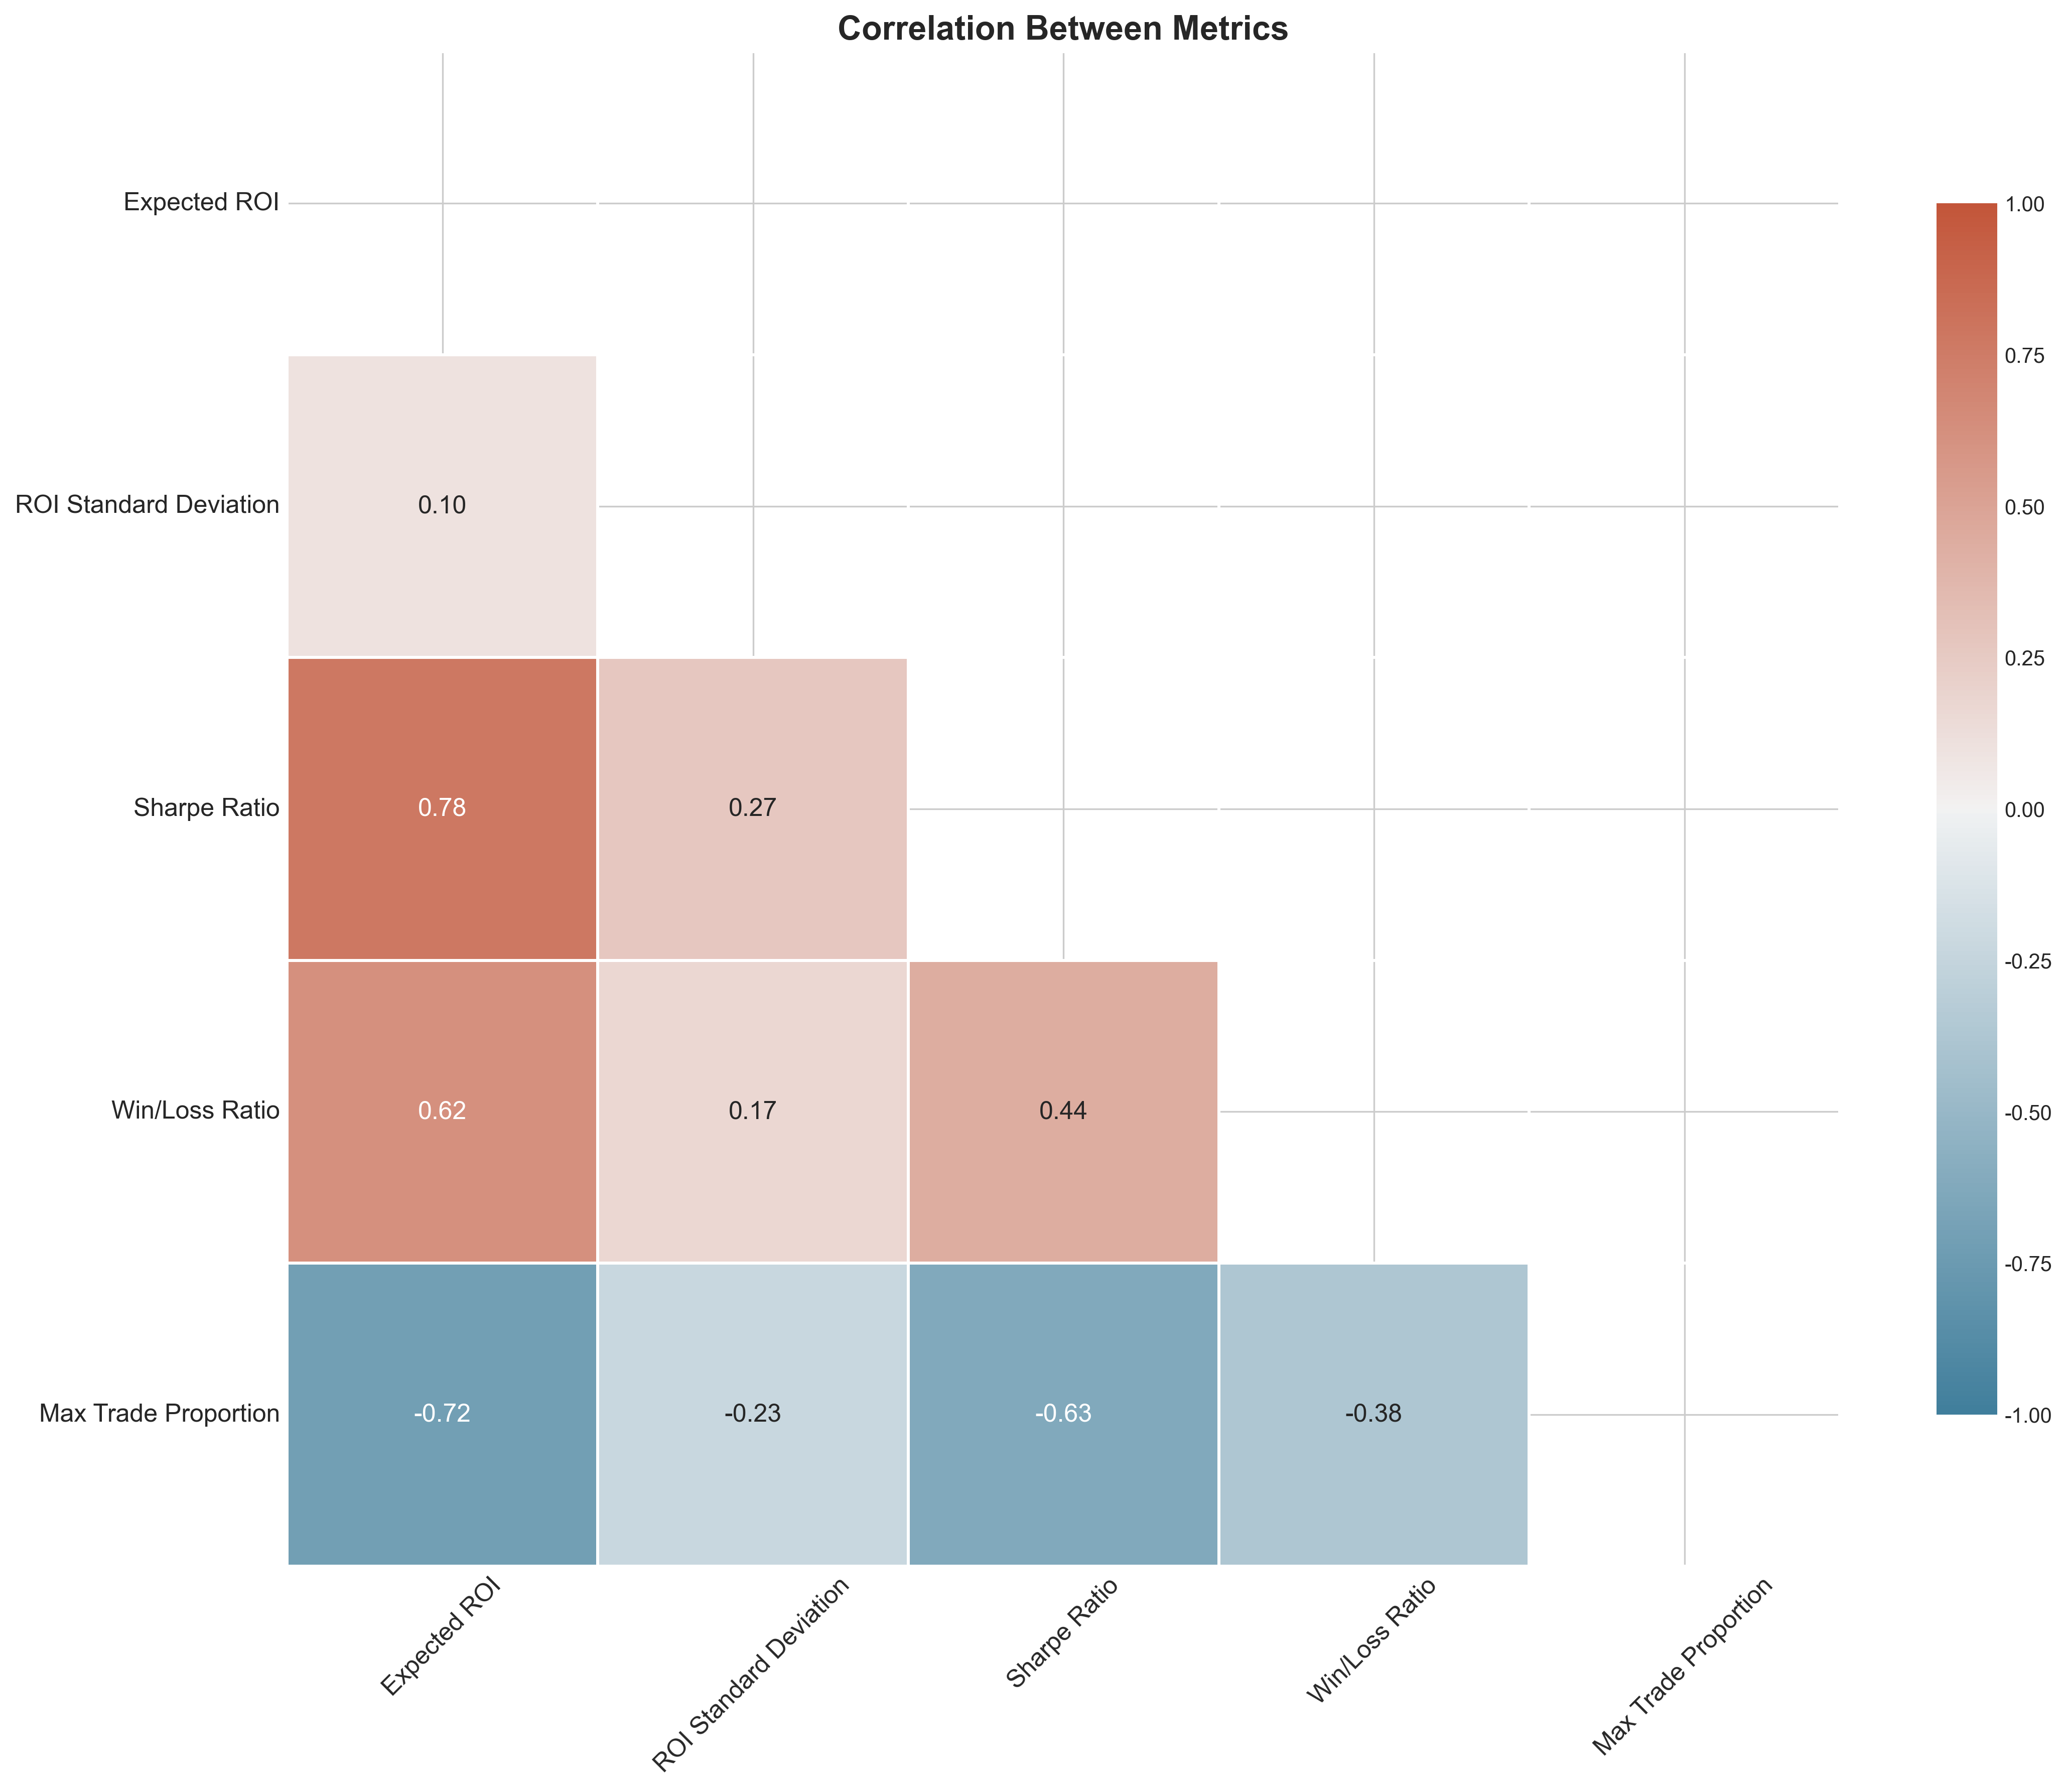 Correlation Between Metrics
Expected ROI
1.00
0.75
ROI Standard Deviation
0.10
0.50
0.25
Sharpe Ratio
0.78
0.27
0.00
-0.25
Win/Loss Ratio
0.62
0.17
0.44
-0.50
-0.75
Max Trade Proportion
-0.72
-0.23
-0.63
-0.38
-1.00
Expected ROI
ROI Standard Deviation
Sharpe Ratio
Win/Loss Ratio
Max Trade Proportion